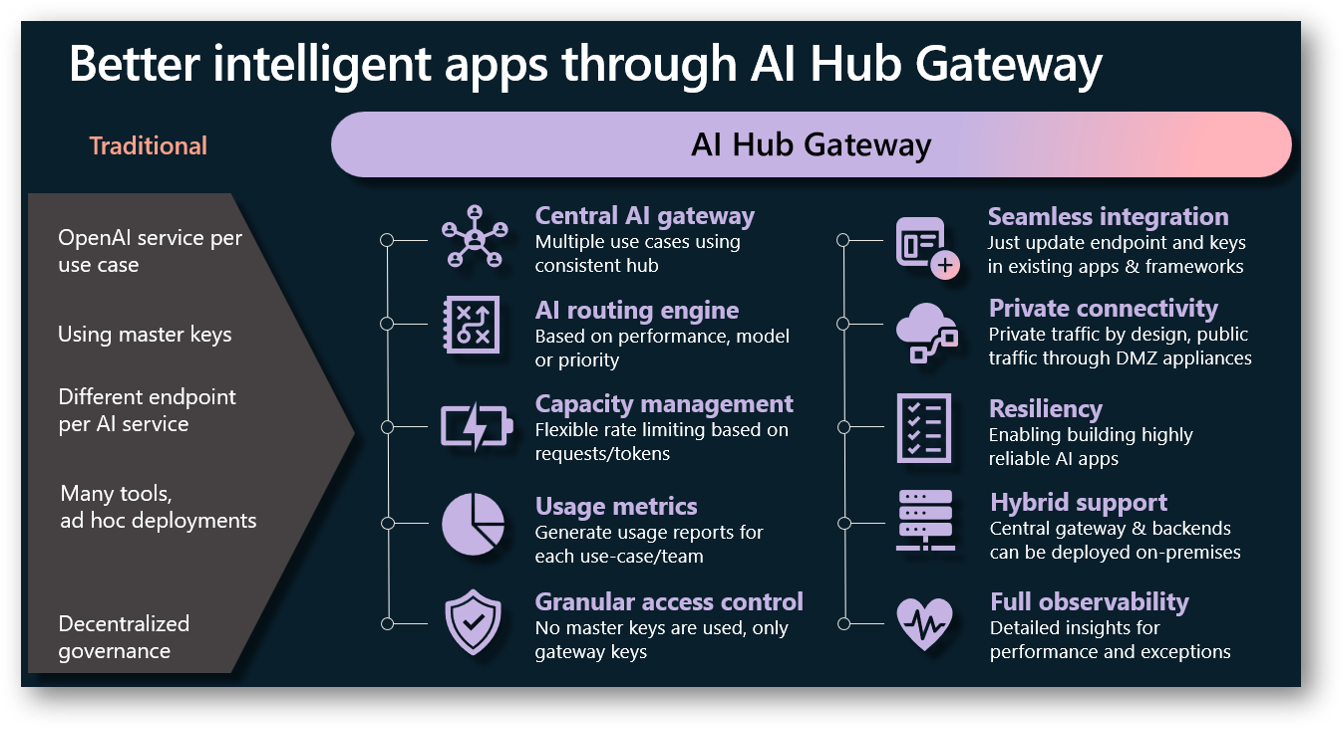 Better intelligent apps through AI Hub Gateway
Traditional
AI Hub Gateway
OpenAI service per
use case
Using master keys
Different endpoint
per AI service
Many tools,
ad hoc deployments
Decentralized
governance
Central AI gateway
Multiple use cases using
consistent hub
AI routing engine
Based on performance, model
or priority
Capacity management
Flexible rate limiting based on
requests/tokens
Usage metrics
Generate usage reports for
each use-case/team
Granular access control
No master keys are used, only
gateway keys
Seamless integration
Just update endpoint and keys
in existing apps & frameworks
Private connectivity
Private traffic by design, public
traffic through DMZ appliances
Resiliency
Enabling building highly
reliable AI apps
Hybrid support
Central gateway & backends
can be deployed on-premises
Full observability
Detailed insights for
performance and exceptions